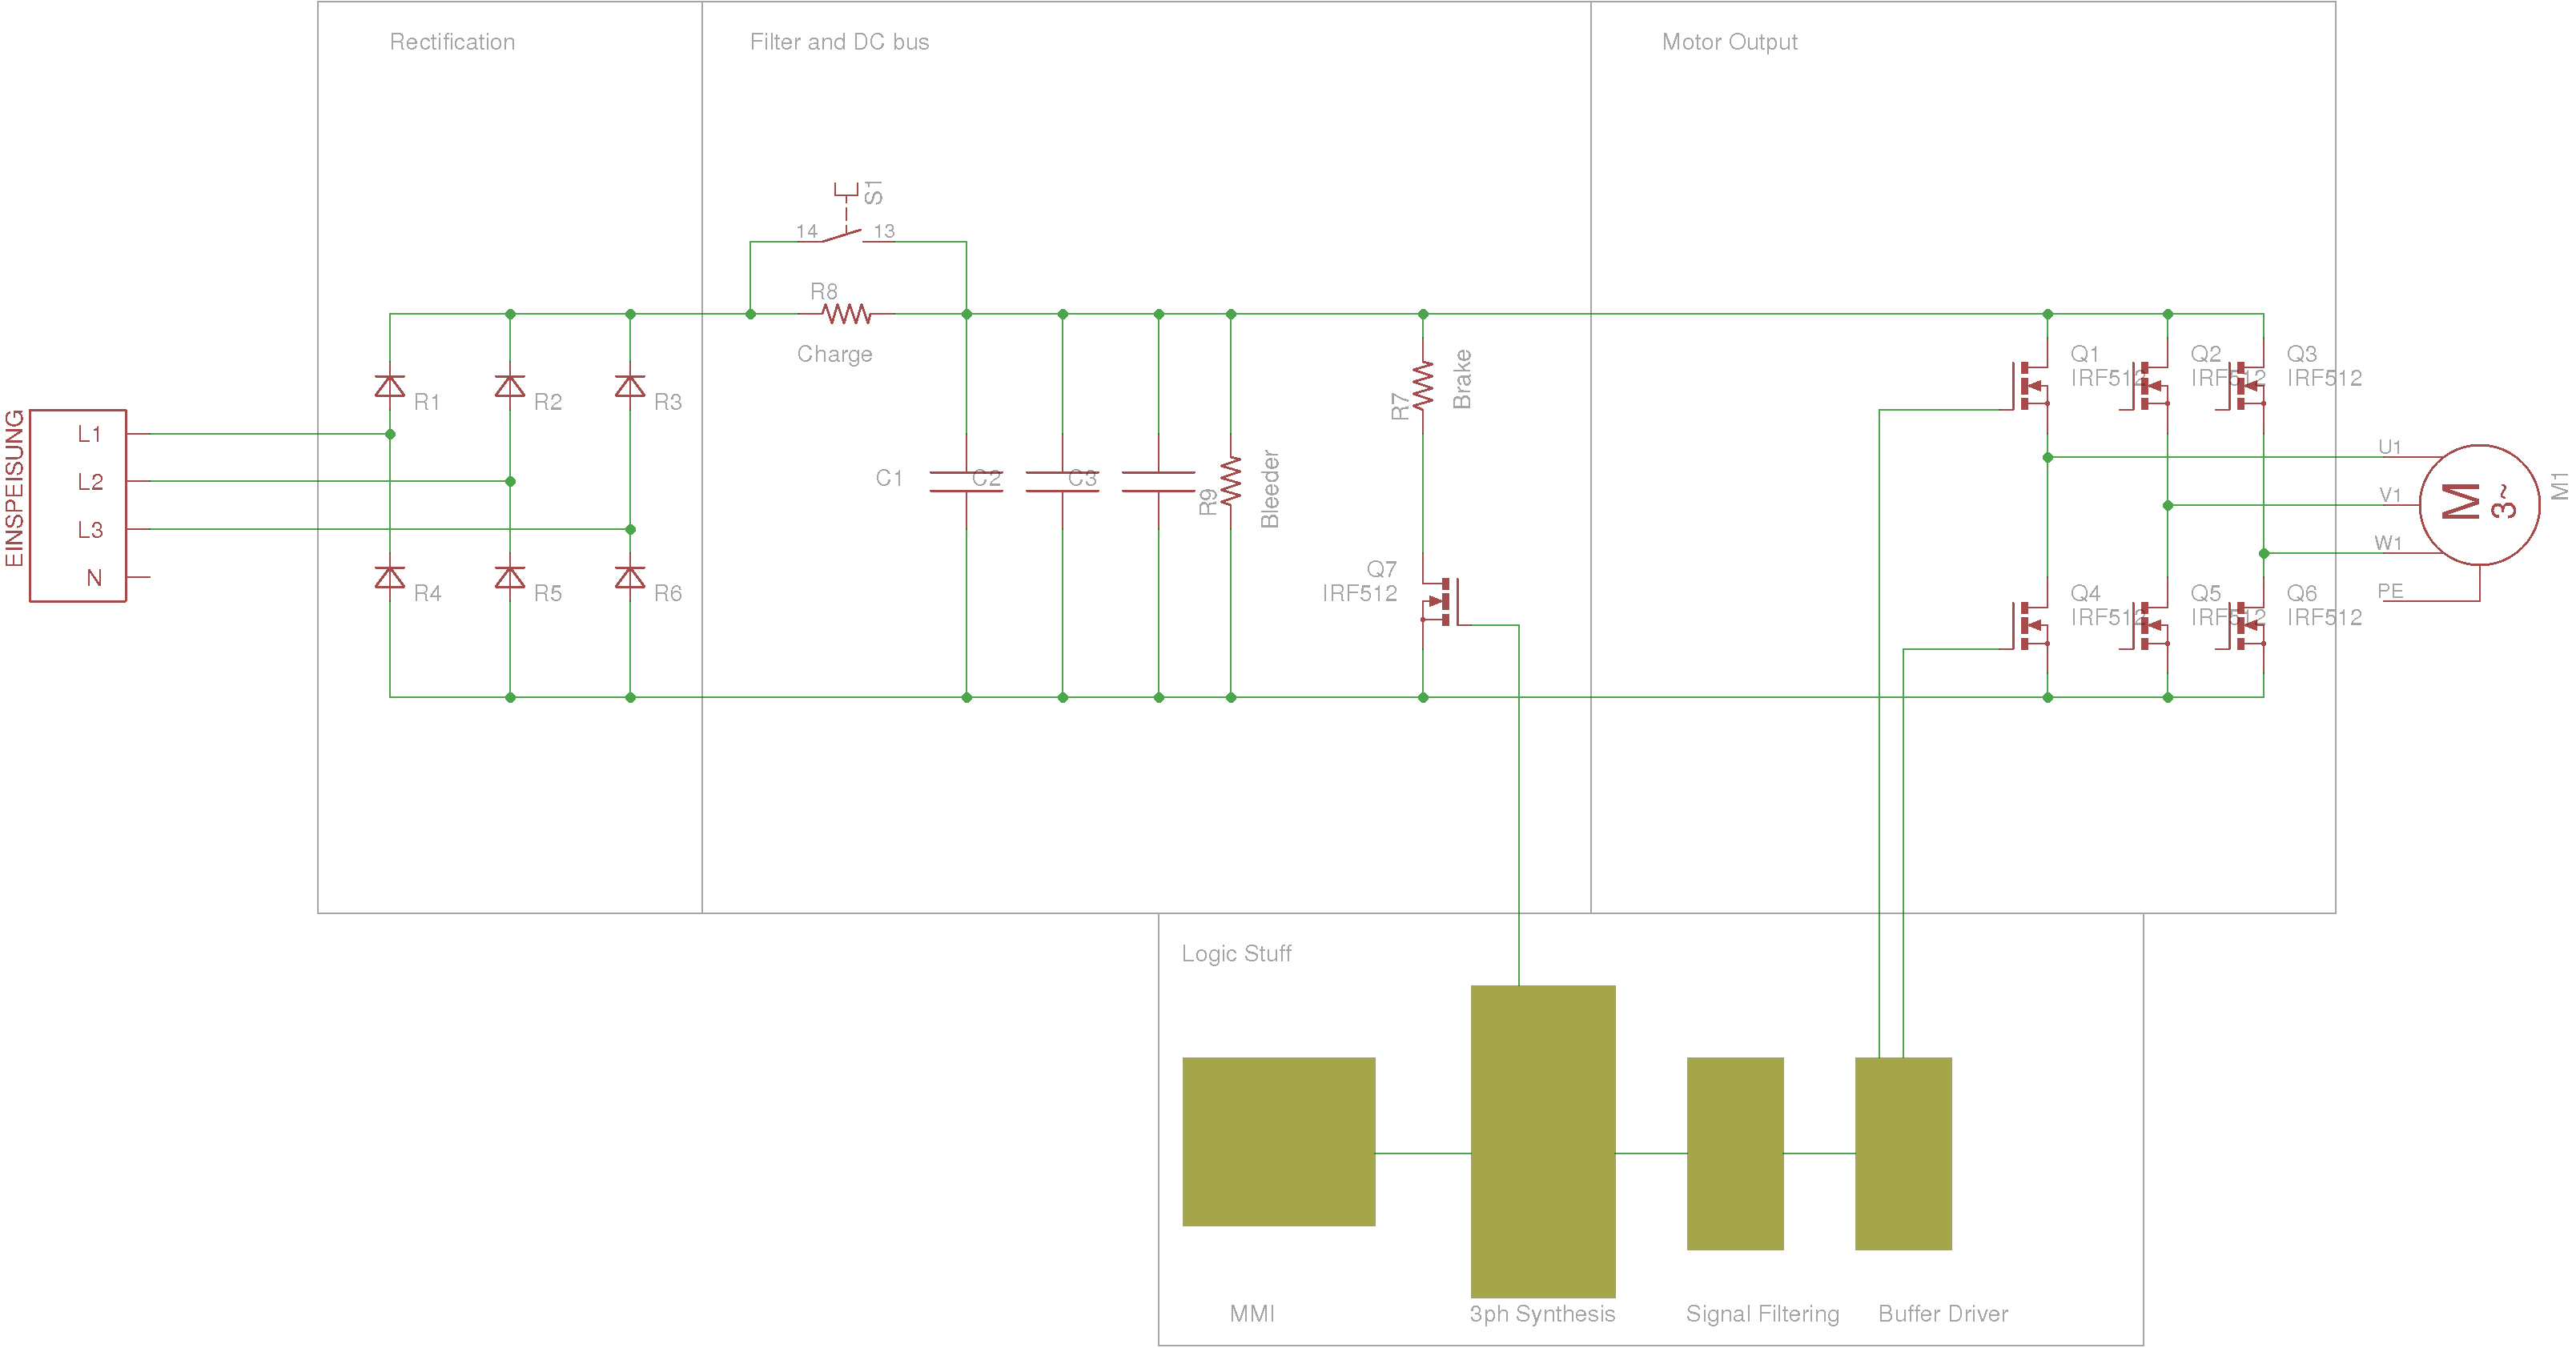 Rectification
Filter and DC bus
Motor Output
EINSPEISUNG
L1
L2
L3
N
R1
R2
R3
R4
R5
R6
S1
14
13
R8
Charge
C1
C2
C3
R9
Bleeder
R7
Brake
Q7
IRF512
Q1
IRF512
Q2
IRF512
Q3
IRF512
Q4
IRF512
Q5
IRF512
Q6
IRF512
U1
V1
W1
PE
M
3~
M1
Logic Stuff
MMI
3ph Synthesis
Signal Filtering
Buffer Driver